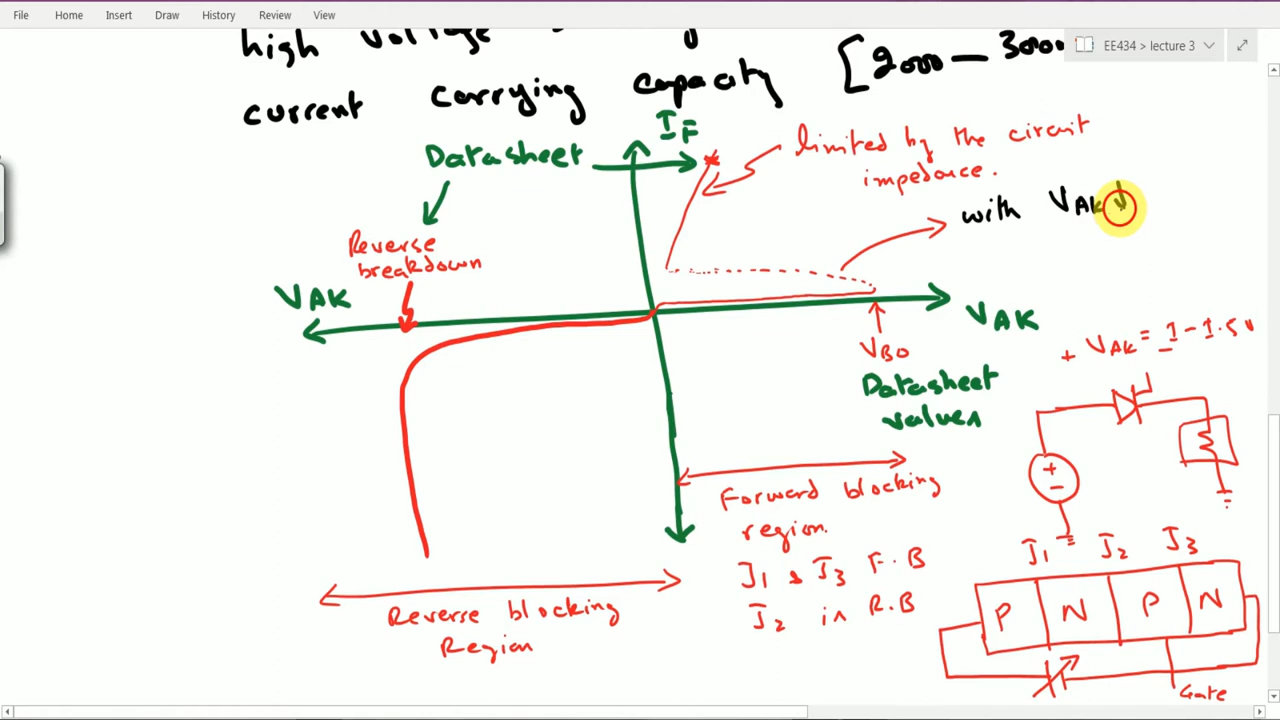 File Home Insert Draw History Review View
EE434 > lecture 3
high voltage
current carrying capacity [2000 — 3000
Datasheet
IF
limited by the circuit
impedance.
with VAK ↓
Reverse
breakdown
VAK
VAK
VBO
Datasheet
values
+ VAK = 1 - 1.5V
+
-
Forward blocking
region.
J1 & J3 F.B
J2 in R.B
Reverse blocking
Region
J1 J2 J3
P N P N
Gate